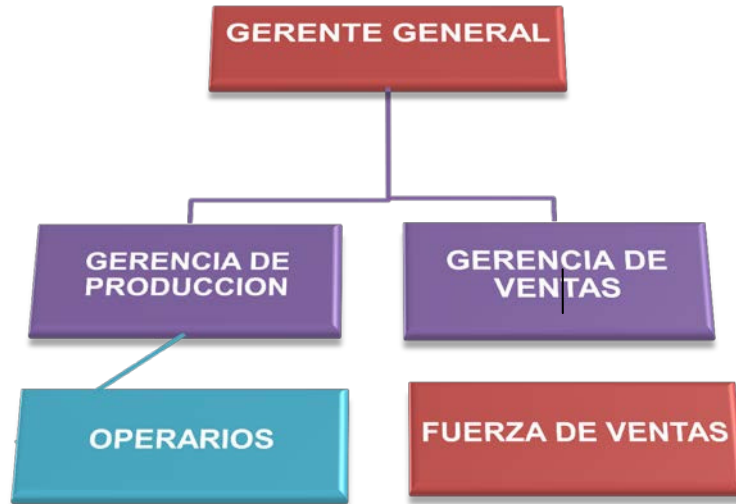 GERENTE GENERAL
GERENCIA DE
PRODUCCION
GERENCIA DE
VENTAS
OPERARIOS
FUERZA DE VENTAS